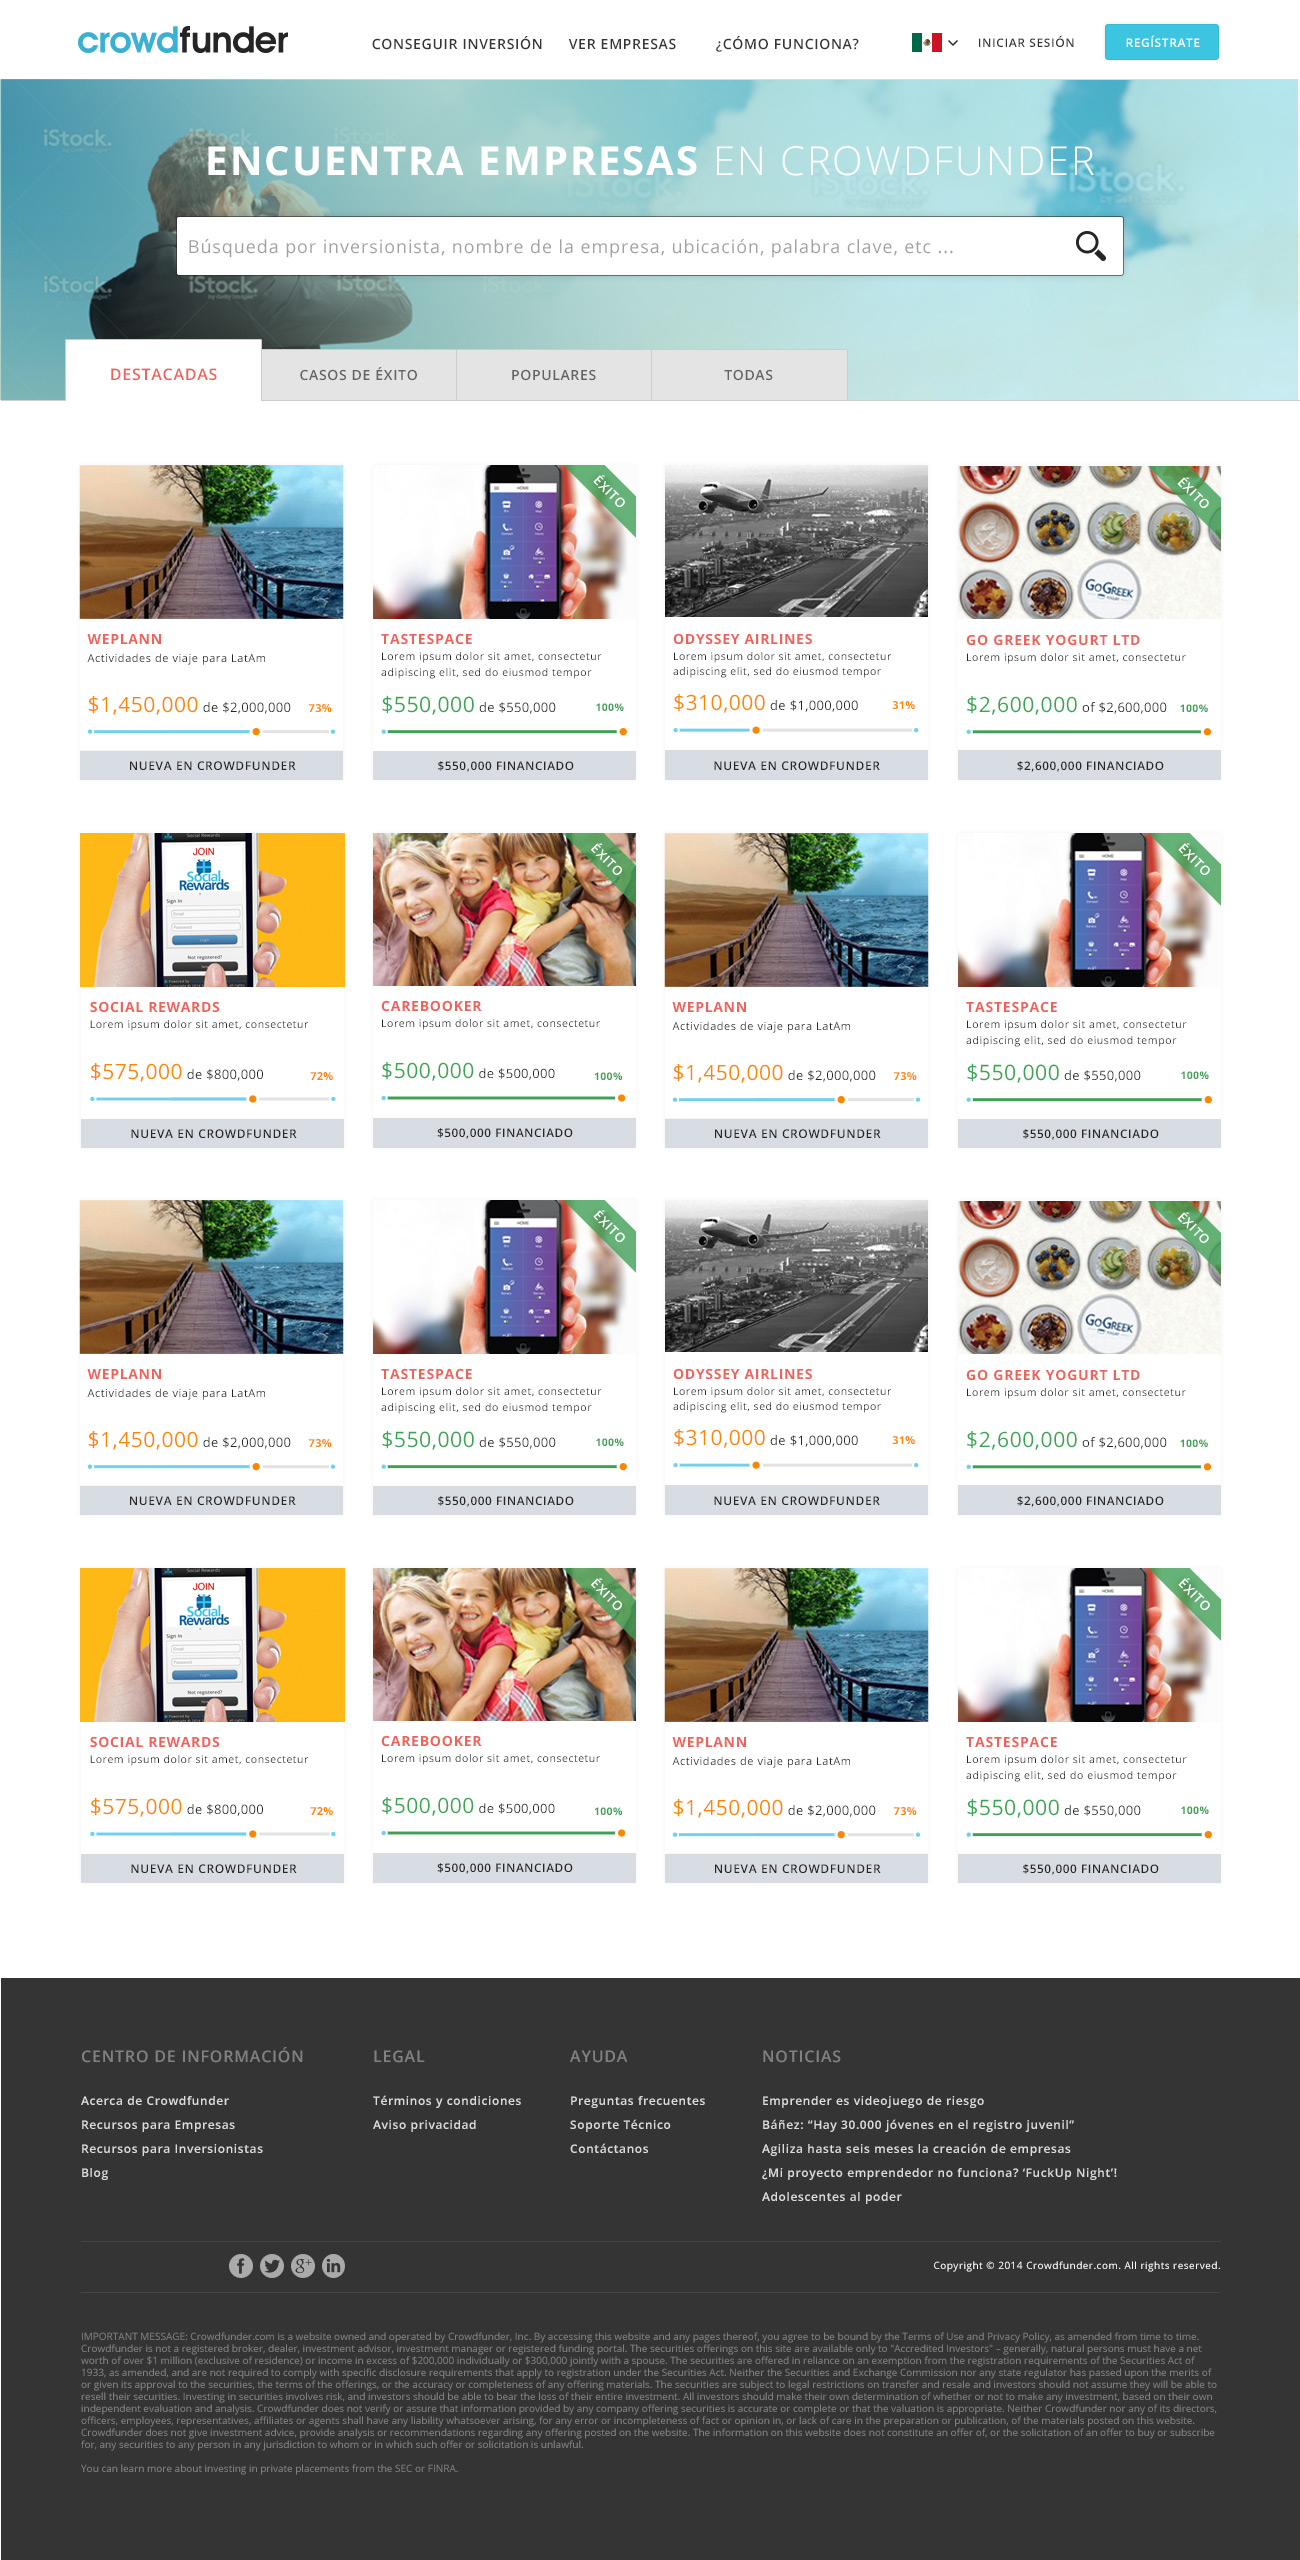 crowdfunder
CONSEGUIR INVERSIÓN VER EMPRESAS ¿CÓMO FUNCIONA? INICIAR SESIÓN REGÍSTRATE
iStock. iStock. iStock.
ENCUENTRA EMPRESAS EN CROWDFUNDER
iStock. iStock. iStock.
Búsqueda por inversionista, nombre de la empresa, ubicación, palabra clave, etc ...
iStock. iStock. iStock. iStock.
DESTACADAS CASOS DE ÉXITO POPULARES TODAS
ÉXITO ÉXITO
HOME
GOGREEK
WEPLANN TASTESPACE ODYSSEY AIRLINES GO GREEK YOGURT LTD
Actividades de viaje para LatAm
Lorem ipsum dolor sit amet, consectetur
adipiscing elit, sed do eiusmod tempor
Lorem ipsum dolor sit amet, consectetur
adipiscing elit, sed do eiusmod tempor
Lorem ipsum dolor sit amet, consectetur
$1,450,000 de $2,000,000 73%
$550,000 de $550,000 100%
$310,000 de $1,000,000 31%
$2,600,000 of $2,600,000 100%
NUEVA EN CROWDFUNDER $550,000 FINANCIADO NUEVA EN CROWDFUNDER $2,600,000 FINANCIADO
Social Rewards
JOIN
Social
Rewards
Sign In
Email
Password
Login
Not registered?
ÉXITO ÉXITO
HOME
SOCIAL REWARDS CAREBOOKER WEPLANN TASTESPACE
Lorem ipsum dolor sit amet, consectetur
Lorem ipsum dolor sit amet, consectetur
Actividades de viaje para LatAm
Lorem ipsum dolor sit amet, consectetur
adipiscing elit, sed do eiusmod tempor
$575,000 de $800,000 72%
$500,000 de $500,000 100%
$1,450,000 de $2,000,000 73%
$550,000 de $550,000 100%
NUEVA EN CROWDFUNDER $500,000 FINANCIADO NUEVA EN CROWDFUNDER $550,000 FINANCIADO
ÉXITO ÉXITO
HOME
GOGREEK
WEPLANN TASTESPACE ODYSSEY AIRLINES GO GREEK YOGURT LTD
Actividades de viaje para LatAm
Lorem ipsum dolor sit amet, consectetur
adipiscing elit, sed do eiusmod tempor
Lorem ipsum dolor sit amet, consectetur
adipiscing elit, sed do eiusmod tempor
Lorem ipsum dolor sit amet, consectetur
$1,450,000 de $2,000,000 73%
$550,000 de $550,000 100%
$310,000 de $1,000,000 31%
$2,600,000 of $2,600,000 100%
NUEVA EN CROWDFUNDER $550,000 FINANCIADO NUEVA EN CROWDFUNDER $2,600,000 FINANCIADO
Social Rewards
JOIN
Social
Rewards
Sign In
Email
Password
Login
Not registered?
ÉXITO ÉXITO
HOME
SOCIAL REWARDS CAREBOOKER WEPLANN TASTESPACE
Lorem ipsum dolor sit amet, consectetur
Lorem ipsum dolor sit amet, consectetur
Actividades de viaje para LatAm
Lorem ipsum dolor sit amet, consectetur
adipiscing elit, sed do eiusmod tempor
$575,000 de $800,000 72%
$500,000 de $500,000 100%
$1,450,000 de $2,000,000 73%
$550,000 de $550,000 100%
NUEVA EN CROWDFUNDER $500,000 FINANCIADO NUEVA EN CROWDFUNDER $550,000 FINANCIADO
CENTRO DE INFORMACIÓN
Acerca de Crowdfunder
Recursos para Empresas
Recursos para Inversionistas
Blog
LEGAL
Términos y condiciones
Aviso privacidad
AYUDA
Preguntas frecuentes
Soporte Técnico
Contáctanos
NOTICIAS
Emprender es videojuego de riesgo
Báñez: “Hay 30.000 jóvenes en el registro juvenil”
Agiliza hasta seis meses la creación de empresas
¿Mi proyecto emprendedor no funciona? ‘FuckUp Night’!
Adolescentes al poder
Copyright © 2014 Crowdfunder.com. All rights reserved.
IMPORTANT MESSAGE: Crowdfunder.com is a website owned and operated by Crowdfunder, Inc. By accessing this website and any pages thereof, you agree to be bound by the Terms of Use and Privacy Policy, as amended from time to time.
Crowdfunder is not a registered broker, dealer, investment advisor, investment manager or registered funding portal. The securities offerings on this site are available only to “Accredited Investors” – generally, natural persons must have a net
worth of over $1 million (exclusive of residence) or income in excess of $200,000 individually or $300,000 jointly with a spouse. The securities are offered in reliance on an exemption from the registration requirements of the Securities Act of
1933, as amended, and are not required to comply with specific disclosure requirements that apply to registration under the Securities Act. Neither the Securities and Exchange Commission nor any state regulator has passed upon the merits of
or given its approval to the securities, the terms of the offerings, or the accuracy or completeness of any offering materials. The securities are subject to legal restrictions on transfer and resale and investors should not assume they will be able to
resell their securities. Investing in securities involves risk, and investors should be able to bear the loss of their entire investment. All investors should make their own determination of whether or not to make any investment, based on their own
independent evaluation and analysis. Crowdfunder does not verify or assure that information provided by any company offering securities is accurate or complete or that the valuation is appropriate. Neither Crowdfunder nor any of its directors,
officers, employees, representatives, affiliates or agents shall have any liability whatsoever arising, for any error or incompleteness of fact or opinion in, or lack of care in the preparation or publication, of the materials posted on this website.
Crowdfunder does not give investment advice, provide analysis or recommendations regarding any offering posted on the website. The information on this website does not constitute an offer of, or the solicitation of an offer to buy or subscribe
for, any securities to any person in any jurisdiction to whom or in which such offer or solicitation is unlawful.
You can learn more about investing in private placements from the SEC or FINRA.